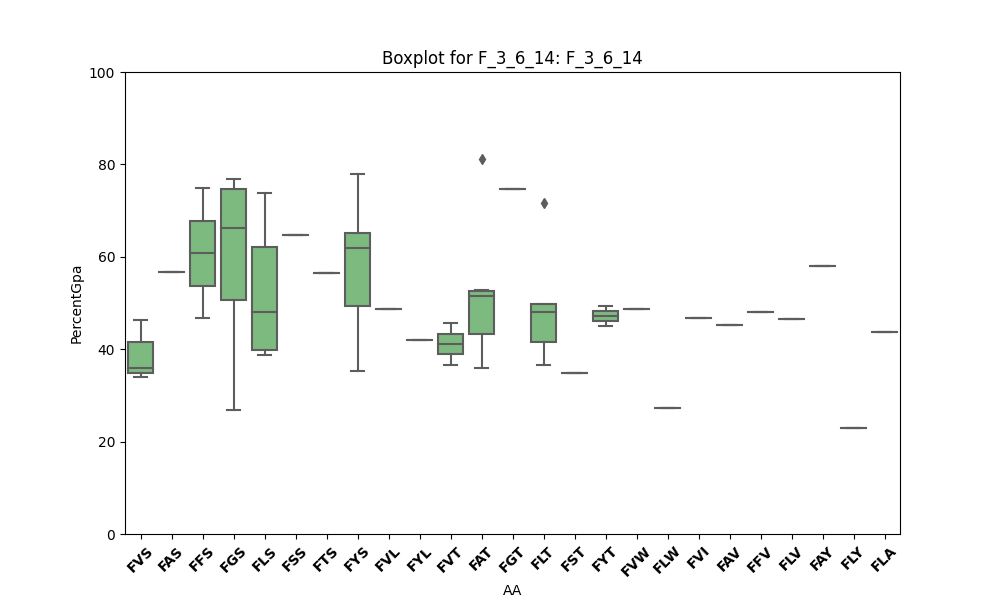 Boxplot for F_3_6_14: F_3_6_14
PercentGpa
100
80
60
40
20
0
FVS FAS FFS FGS FLS FSS FTS FYS FVL FYL FVT FAT FGT FLT FST FYT FVW FLW FVI FAV FFV FLV FAY FLY FLA
AA